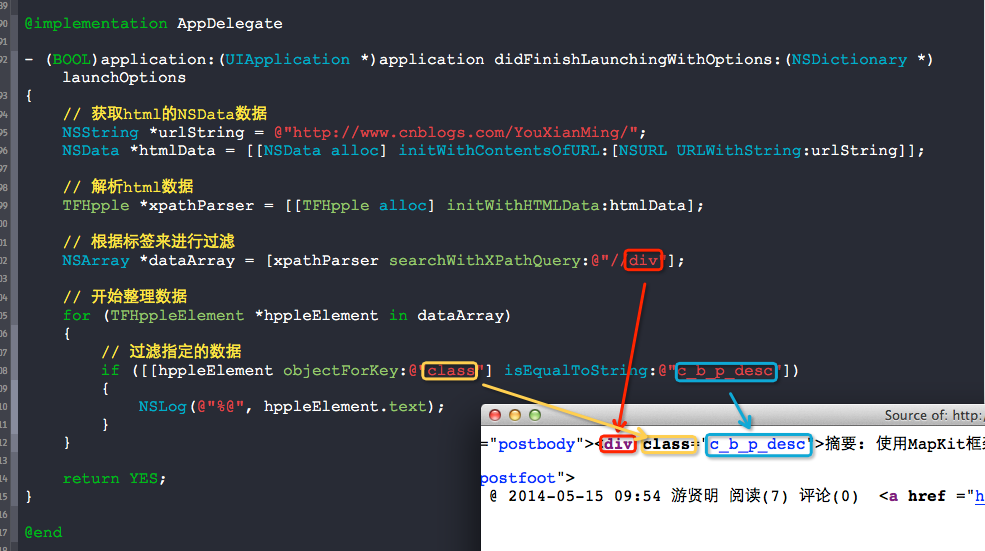 @implementation AppDelegate
- (BOOL)application:(UIApplication *)application didFinishLaunchingWithOptions:(NSDictionary *)
launchOptions
{
// 获取html的NSData数据
NSString *urlString = @"http://www.cnblogs.com/YouXianMing/";
NSData *htmlData = [[NSData alloc] initWithContentsOfURL:[NSURL URLWithString:urlString]];
// 解析html数据
TFHpple *xpathParser = [[TFHpple alloc] initWithHTMLData:htmlData];
// 根据标签来进行过滤
NSArray *dataArray = [xpathParser searchWithXPathQuery:@"//div"];
// 开始整理数据
for (TFHppleElement *hppleElement in dataArray)
{
// 过滤指定的数据
if ([[hppleElement objectForKey:@"class"] isEqualToString:@"c_b_p_desc"])
{
NSLog(@"%@", hppleElement.text);
}
}
return YES;
}
@end
Source of: http:/
="postbody"><div class="c_b_p_desc">摘要: 使用MapKit框
postfoot">
@ 2014-05-15 09:54 游贤明 阅读(7) 评论(0) <a href ="h